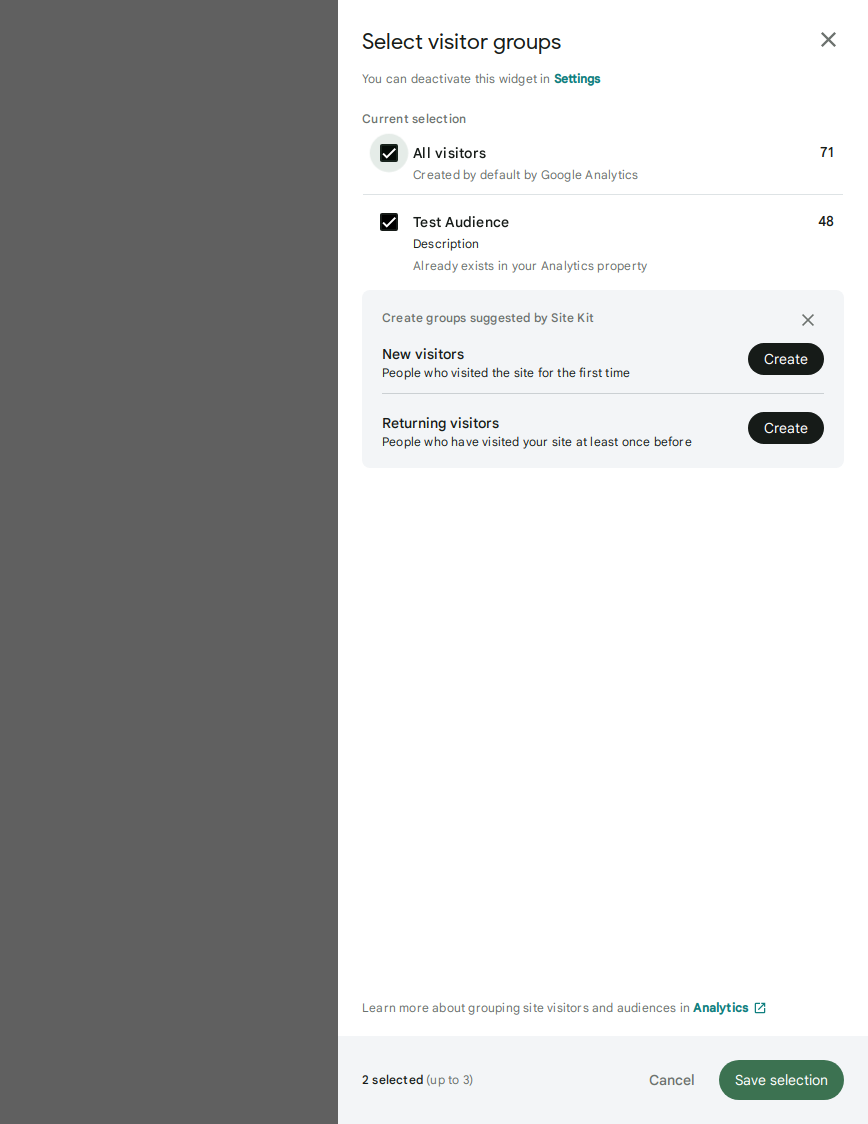 Select visitor groups
You can deactivate this widget in Settings
Current selection
All visitors 71
Created by default by Google Analytics
Test Audience 48
Description
Already exists in your Analytics property
Create groups suggested by Site Kit
New visitors
People who visited the site for the first time
Create
Returning visitors
People who have visited your site at least once before
Create
Learn more about grouping site visitors and audiences in Analytics
2 selected (up to 3) Cancel Save selection